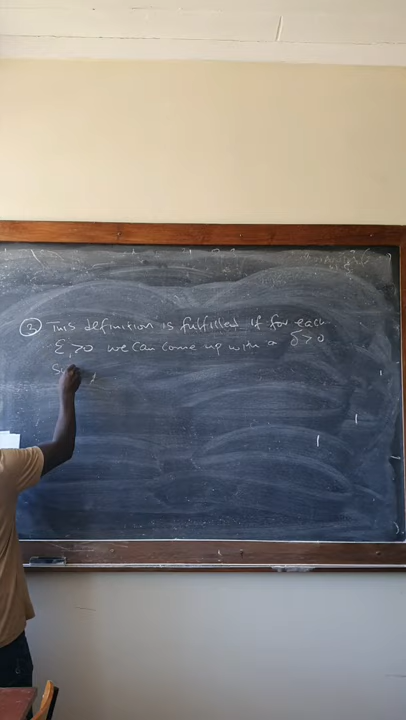 ② This definition is fulfilled if for each
ε > 0 we can come up with a δ > 0